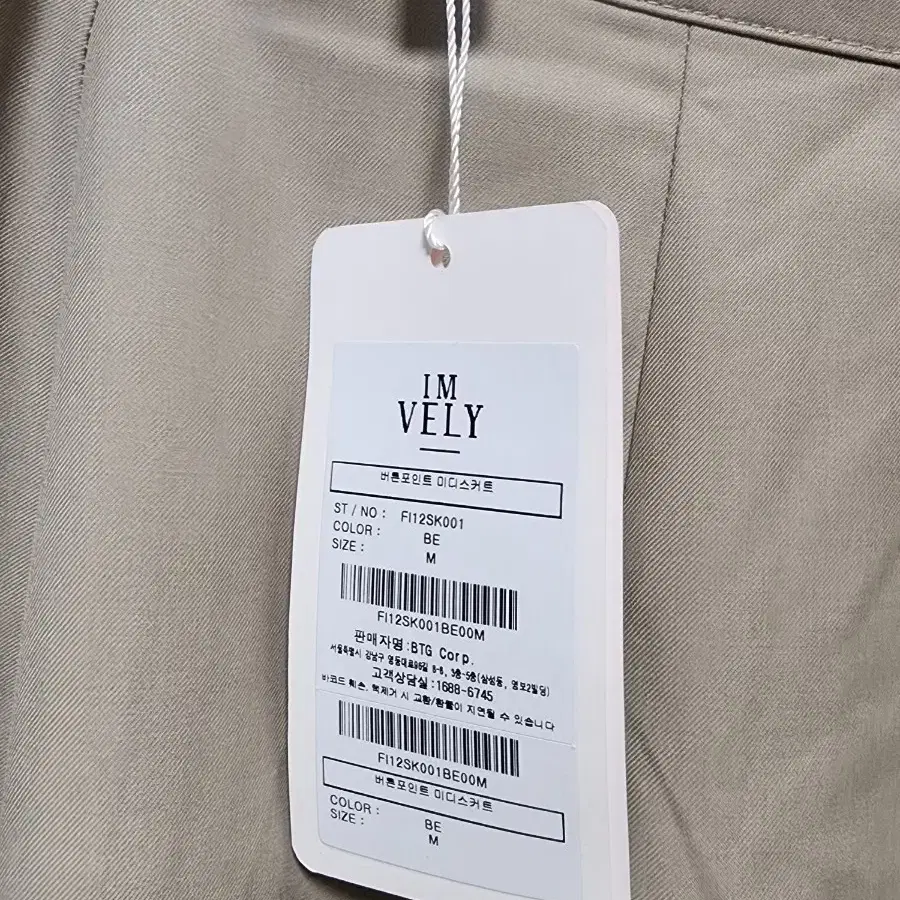 IM
VELY
버튼포인트 미디스커트
ST / NO : FI12SK001
COLOR : BE
SIZE : M
FI12SK001BE00M
판매자명:BTG Corp.
서울특별시 강남구 영동대로96길 8-6, 3층~5층(삼성동, 영보2빌딩)
고객상담실:1688-6745
바코드 훼손, 택제거 시 교환/환불이 지연될 수 있습니다
FI12SK001BE00M
버튼포인트 미디스커트
COLOR : BE
SIZE : M